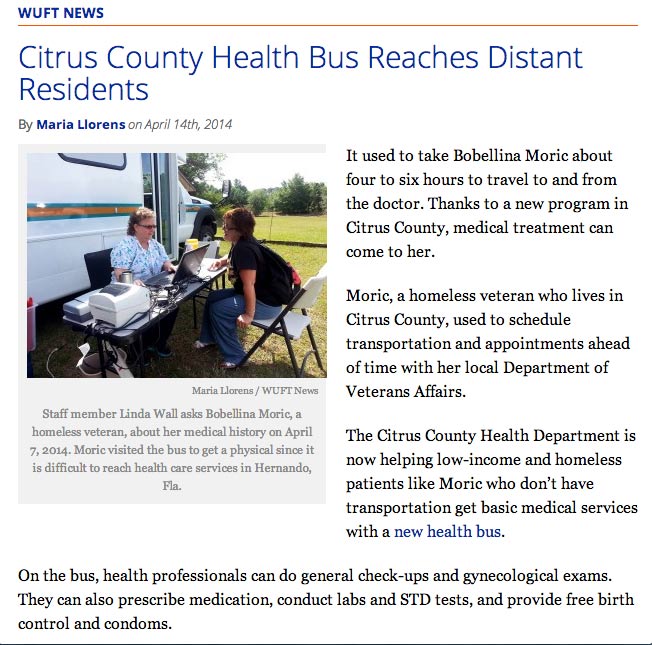 WUFT NEWS
Citrus County Health Bus Reaches Distant
Residents
By Maria Llorens on April 14th, 2014
Maria Llorens / WUFT News
Staff member Linda Wall asks Bobellina Moric, a
homeless veteran, about her medical history on April
7, 2014. Moric visited the bus to get a physical since it
is difficult to reach health care services in Hernando,
Fla.
It used to take Bobellina Moric about
four to six hours to travel to and from
the doctor. Thanks to a new program in
Citrus County, medical treatment can
come to her.
Moric, a homeless veteran who lives in
Citrus County, used to schedule
transportation and appointments ahead
of time with her local Department of
Veterans Affairs.
The Citrus County Health Department is
now helping low-income and homeless
patients like Moric who don’t have
transportation get basic medical services
with a new health bus.
On the bus, health professionals can do general check-ups and gynecological exams.
They can also prescribe medication, conduct labs and STD tests, and provide free birth
control and condoms.